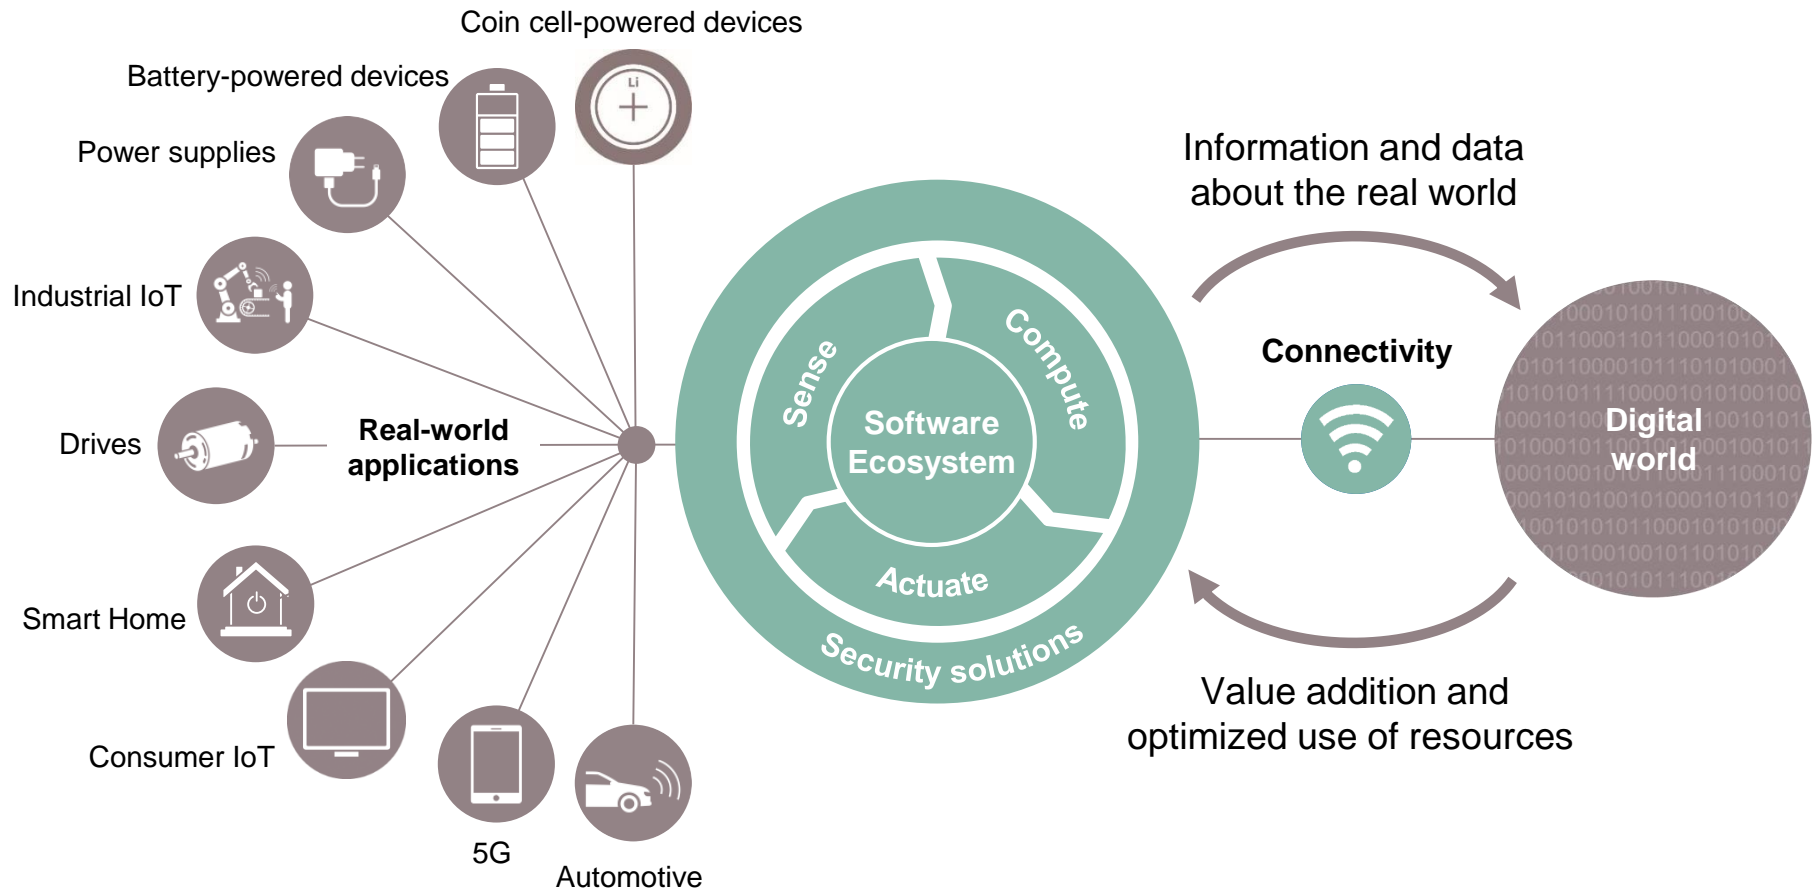 Coin cell-powered devices
Battery-powered devices
Power supplies
Industrial IoT
Drives
Smart Home
Consumer IoT
5G
Automotive
Li
Real-world
applications
Sense
Compute
Actuate
Software
Ecosystem
Security solutions
Information and data
about the real world
Connectivity
Value addition and
optimized use of resources
Digital
world